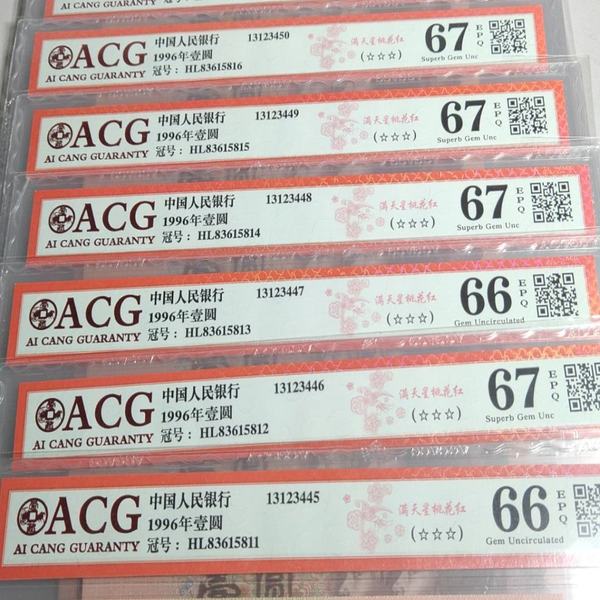 ACG
AI CANG GUARANTY
中国人民银行 13123450
1996年壹圆
冠号： HL83615816
满天星桃花红
(☆☆☆)
67 EPQ
Superb Gem Unc
ACG
AI CANG GUARANTY
中国人民银行 13123449
1996年壹圆
冠号： HL83615815
满天星桃花红
(☆☆☆)
67 EPQ
Superb Gem Unc
ACG
AI CANG GUARANTY
中国人民银行 13123448
1996年壹圆
冠号： HL83615814
满天星桃花红
(☆☆☆)
67 EPQ
Superb Gem Unc
ACG
AI CANG GUARANTY
中国人民银行 13123447
1996年壹圆
冠号： HL83615813
满天星桃花红
(☆☆☆)
66 EPQ
Gem Uncirculated
ACG
AI CANG GUARANTY
中国人民银行 13123446
1996年壹圆
冠号： HL83615812
满天星桃花红
(☆☆☆)
67 EPQ
Superb Gem Unc
ACG
AI CANG GUARANTY
中国人民银行 13123445
1996年壹圆
冠号： HL83615811
满天星桃花红
(☆☆☆)
66 EPQ
Gem Uncirculated